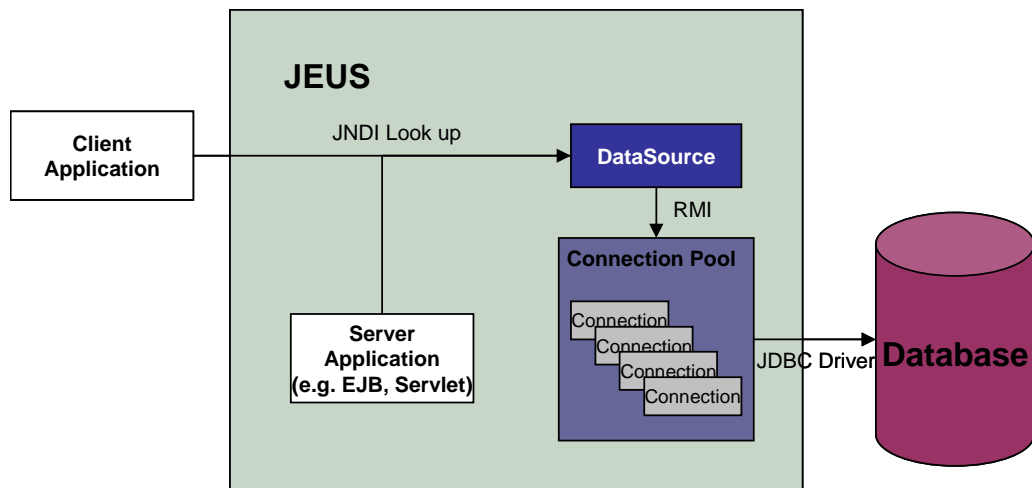 JEUS
Client
Application
JNDI Look up
DataSource
RMI
Connection Pool
Connection
Connection
Connection
Connection
Server
Application
(e.g. EJB, Servlet)
JDBC Driver
Database